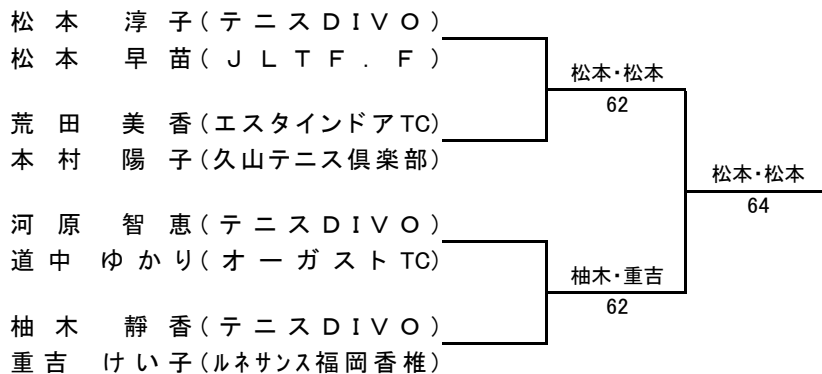 松本 淳子(テニスDIVO)
松本 早苗(JLTF.F)
荒田 美香(エスタインドアTC)
本村 陽子(久山テニス倶楽部)
河原 智恵(テニスDIVO)
道中 ゆかり(オーガストTC)
柚木 靜香(テニスDIVO)
重吉 けい子(ルネサンス福岡香椎)
松本・松本
62
柚木・重吉
62
松本・松本
64